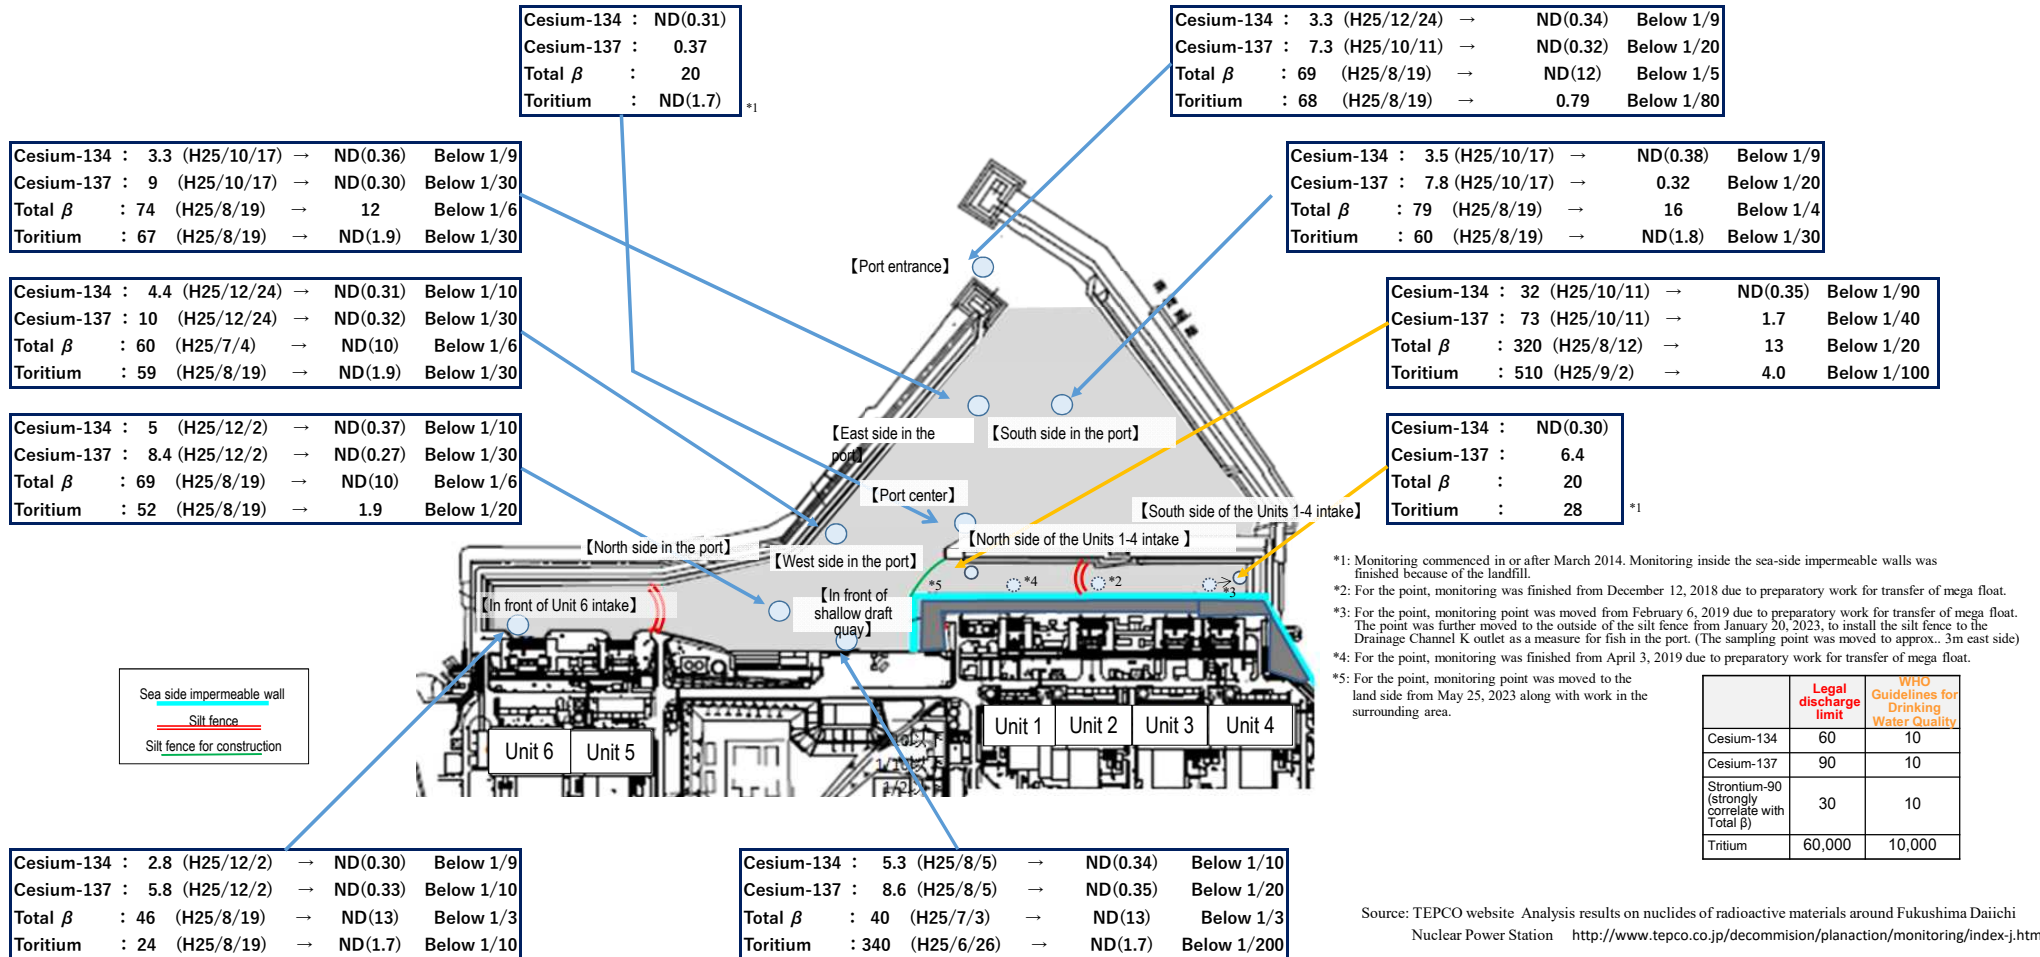 Cesium-134 : ND(0.31)
Cesium-137 : 0.37
Total β : 20
Toritium : ND(1.7)
*1
Cesium-134 : 3.3 (H25/12/24) → ND(0.34) Below 1/9
Cesium-137 : 7.3 (H25/10/11) → ND(0.32) Below 1/20
Total β : 69 (H25/8/19) → ND(12) Below 1/5
Toritium : 68 (H25/8/19) → 0.79 Below 1/80
Cesium-134 : 3.3 (H25/10/17) → ND(0.36) Below 1/9
Cesium-137 : 9 (H25/10/17) → ND(0.30) Below 1/30
Total β : 74 (H25/8/19) → 12 Below 1/6
Toritium : 67 (H25/8/19) → ND(1.9) Below 1/30
Cesium-134 : 3.5 (H25/10/17) → ND(0.38) Below 1/9
Cesium-137 : 7.8 (H25/10/17) → 0.32 Below 1/20
Total β : 79 (H25/8/19) → 16 Below 1/4
Toritium : 60 (H25/8/19) → ND(1.8) Below 1/30
Cesium-134 : 4.4 (H25/12/24) → ND(0.31) Below 1/10
Cesium-137 : 10 (H25/12/24) → ND(0.32) Below 1/30
Total β : 60 (H25/7/4) → ND(10) Below 1/6
Toritium : 59 (H25/8/19) → ND(1.9) Below 1/30
Cesium-134 : 32 (H25/10/11) → ND(0.35) Below 1/90
Cesium-137 : 73 (H25/10/11) → 1.7 Below 1/40
Total β : 320 (H25/8/12) → 13 Below 1/20
Toritium : 510 (H25/9/2) → 4.0 Below 1/100
Cesium-134 : 5 (H25/12/2) → ND(0.37) Below 1/10
Cesium-137 : 8.4 (H25/12/2) → ND(0.27) Below 1/30
Total β : 69 (H25/8/19) → ND(10) Below 1/6
Toritium : 52 (H25/8/19) → 1.9 Below 1/20
Cesium-134 : ND(0.30)
Cesium-137 : 6.4
Total β : 20
Toritium : 28
*1
【Port entrance】
【East side in the
port】
【South side in the port】
【Port center】
【South side of the Units 1-4 intake】
【North side of the Units 1-4 intake 】
【North side in the port】
【West side in the port】
【In front of Unit 6 intake】
【In front of
shallow draft
quay】
*5
*4
*2
*3
Unit 6
Unit 5
Unit 1
Unit 2
Unit 3
Unit 4
Sea side impermeable wall
Silt fence
Silt fence for construction
*1: Monitoring commenced in or after March 2014. Monitoring inside the sea-side impermeable walls was
finished because of the landfill.
*2: For the point, monitoring was finished from December 12, 2018 due to preparatory work for transfer of mega float.
*3: For the point, monitoring point was moved from February 6, 2019 due to preparatory work for transfer of mega float.
The point was further moved to the outside of the silt fence from January 20, 2023, to install the silt fence to the
Drainage Channel K outlet as a measure for fish in the port. (The sampling point was moved to approx.. 3m east side)
*4: For the point, monitoring was finished from April 3, 2019 due to preparatory work for transfer of mega float.
*5: For the point, monitoring point was moved to the
land side from May 25, 2023 along with work in the
surrounding area.
Legal
discharge
limit
WHO
Guidelines for
Drinking
Water Quality
Cesium-134 60 10
Cesium-137 90 10
Strontium-90
(strongly
correlate with
Total β)
30 10
Tritium 60,000 10,000
Cesium-134 : 2.8 (H25/12/2) → ND(0.30) Below 1/9
Cesium-137 : 5.8 (H25/12/2) → ND(0.33) Below 1/10
Total β : 46 (H25/8/19) → ND(13) Below 1/3
Toritium : 24 (H25/8/19) → ND(1.7) Below 1/10
Cesium-134 : 5.3 (H25/8/5) → ND(0.34) Below 1/10
Cesium-137 : 8.6 (H25/8/5) → ND(0.35) Below 1/20
Total β : 40 (H25/7/3) → ND(13) Below 1/3
Toritium : 340 (H25/6/26) → ND(1.7) Below 1/200
Source: TEPCO website Analysis results on nuclides of radioactive materials around Fukushima Daiichi
Nuclear Power Station http://www.tepco.co.jp/decommision/planaction/monitoring/index-j.htm